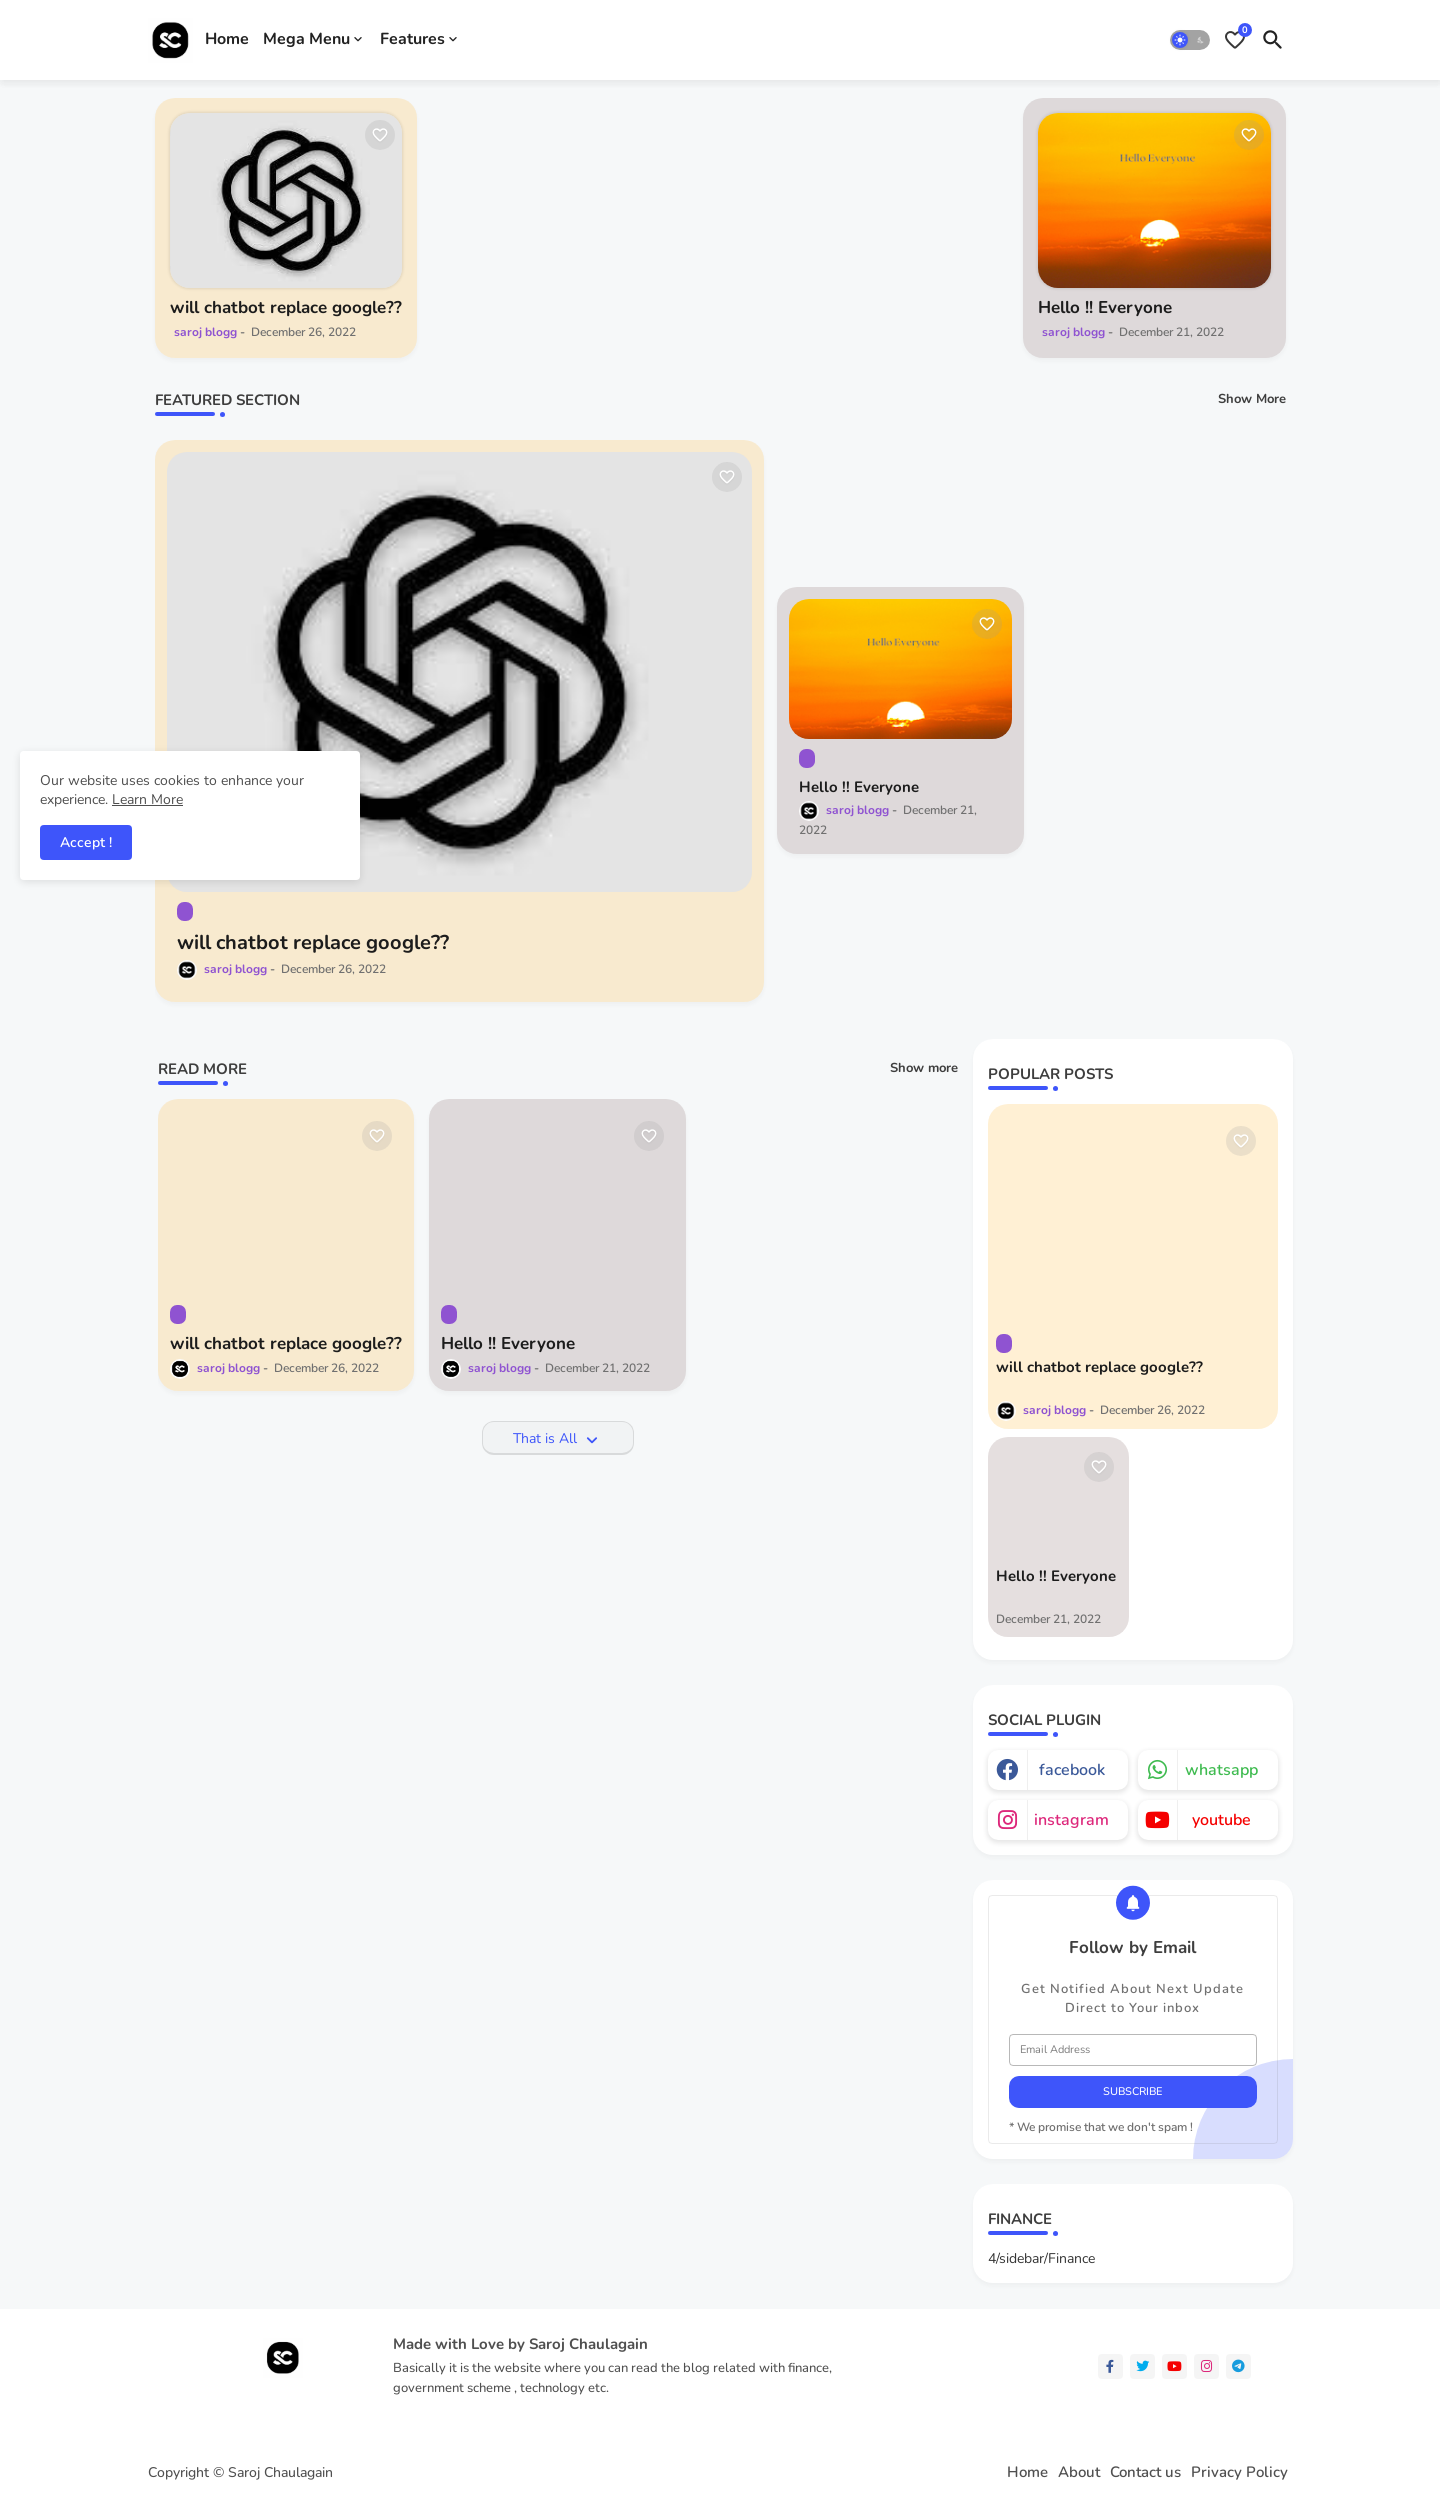 SC Home Mega Menu Features 0
will chatbot replace google??
saroj blogg - December 26, 2022
Hello Everyone
Hello !! Everyone
saroj blogg - December 21, 2022
FEATURED SECTION
Show More
will chatbot replace google??
SC saroj blogg - December 26, 2022
Hello Everyone
Hello !! Everyone
SC saroj blogg - December 21,
2022
Our website uses cookies to enhance your
experience. Learn More
Accept !
READ MORE
Show more
will chatbot replace google??
SC saroj blogg - December 26, 2022
Hello !! Everyone
SC saroj blogg - December 21, 2022
That is All
POPULAR POSTS
will chatbot replace google??
SC saroj blogg - December 26, 2022
Hello !! Everyone
December 21, 2022
SOCIAL PLUGIN
facebook
whatsapp
instagram
youtube
Follow by Email
Get Notified About Next Update
Direct to Your inbox
Email Address
SUBSCRIBE
* We promise that we don't spam !
FINANCE
4/sidebar/Finance
SC
Made with Love by Saroj Chaulagain
Basically it is the website where you can read the blog related with finance,
government scheme , technology etc.
Copyright © Saroj Chaulagain
Home About Contact us Privacy Policy